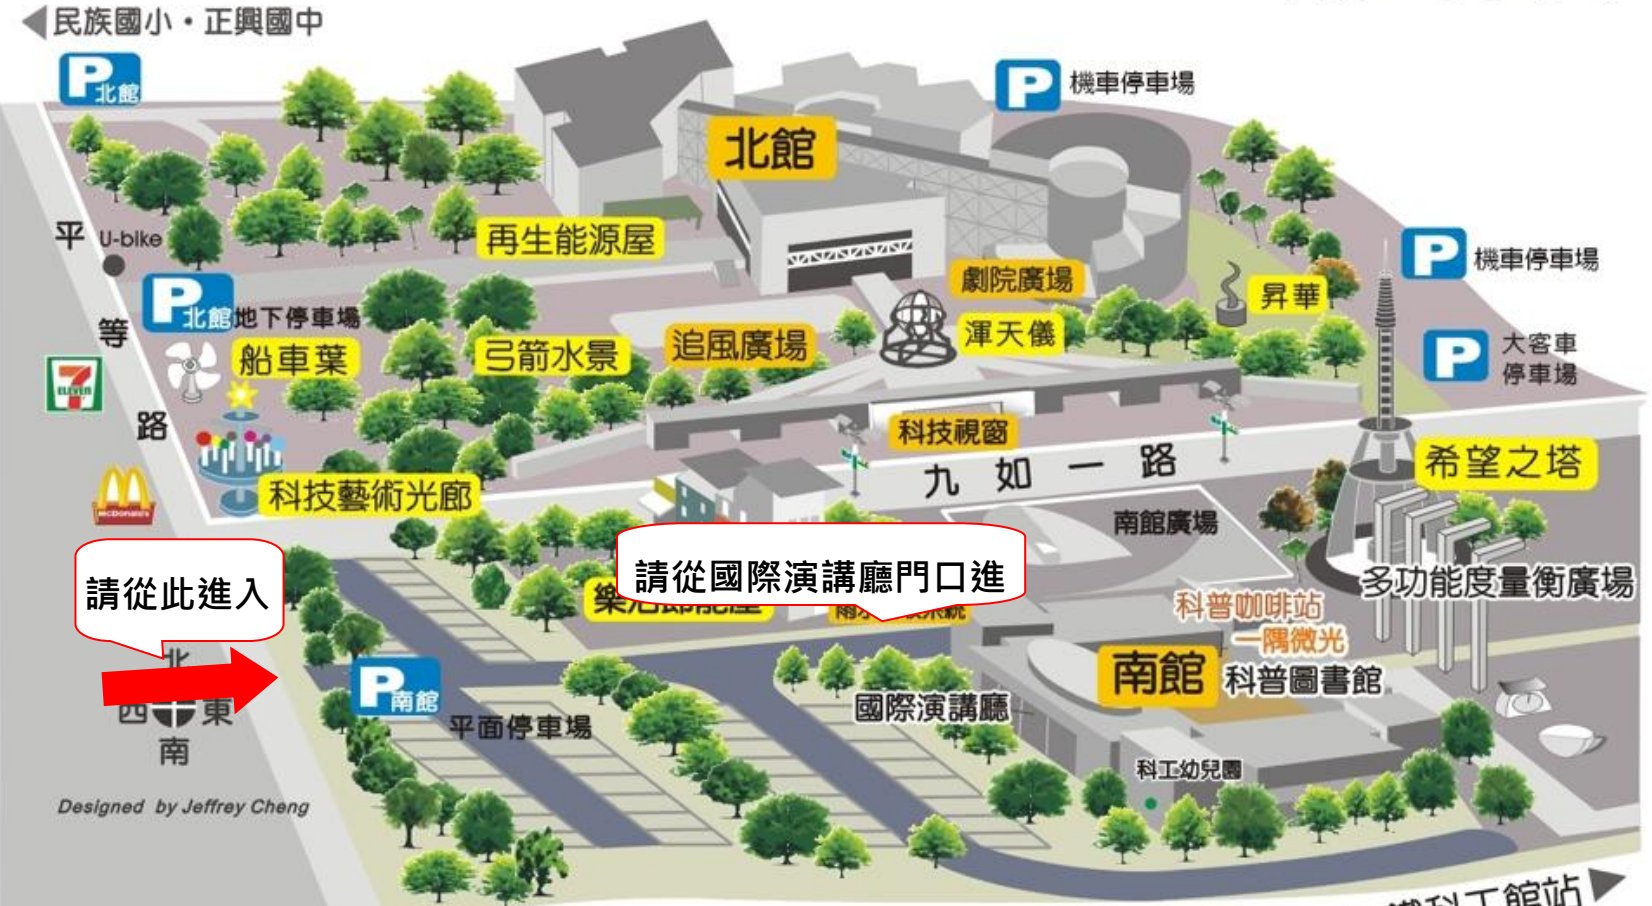 民族國小・正興國中
P北館
P 機車停車場
北館
平等路
U-bike
再生能源屋
P 機車停車場
劇院廣場
昇華
P北館地下停車場
渾天儀
追風廣場
船車葉
弓箭水景
P 大客車
停車場
7
ELEVEN
科技視窗
九如一路
希望之塔
McDonald's
科技藝術光廊
南館廣場
請從此進入
請從國際演講廳門口進
多功能度量衡廣場
科普咖啡站
一隅微光
北
西 東
南
P南館
平面停車場
國際演講廳
南館
科普圖書館
科工幼兒園
Designed by Jeffrey Cheng
科工館站